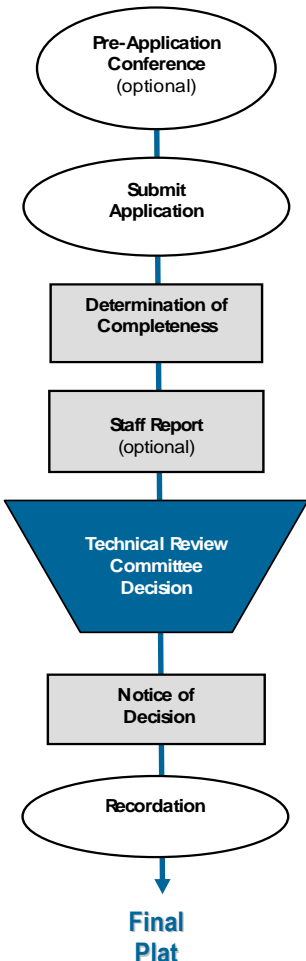 Pre-Application
Conference
(optional)
Submit
Application
Determination of
Completeness
Staff Report
(optional)
Technical Review
Committee
Decision
Notice of
Decision
Recordation
Final
Plat